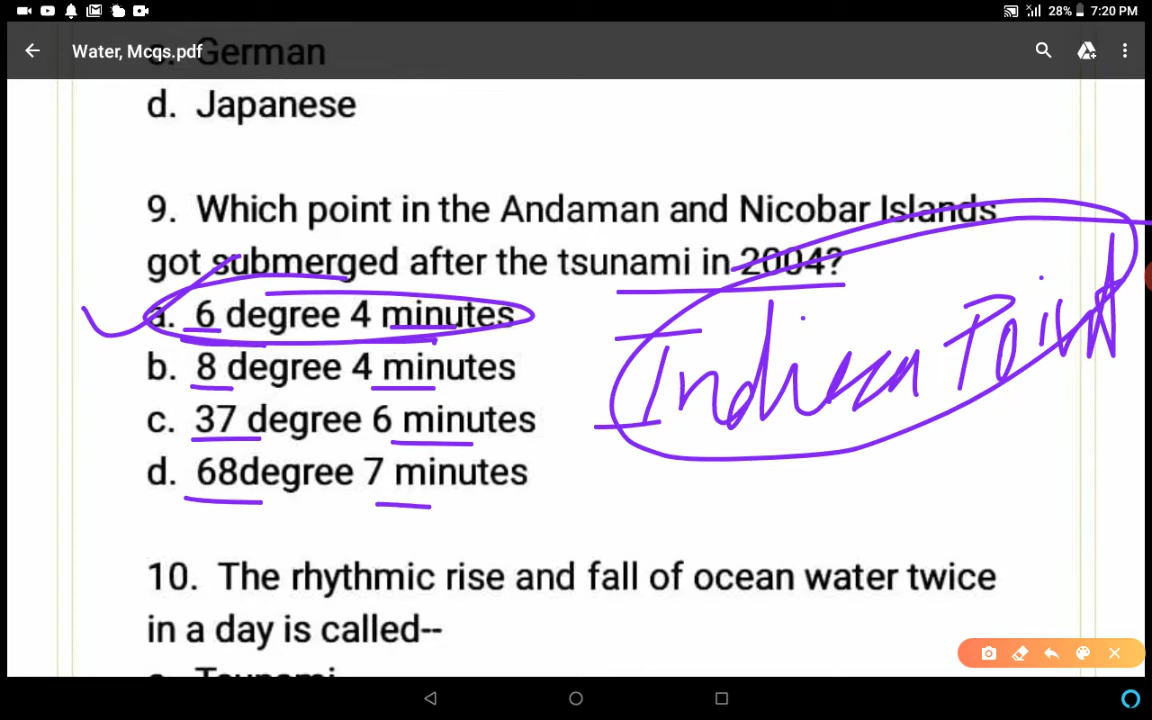 28% 7:20 PM
Water, Mcqs.pdf
c. German
d. Japanese
9. Which point in the Andaman and Nicobar Islands
got submerged after the tsunami in 2004?
a. 6 degree 4 minutes
b. 8 degree 4 minutes
c. 37 degree 6 minutes
d. 68degree 7 minutes
Indira Point
10. The rhythmic rise and fall of ocean water twice
in a day is called--
a. Tsunami